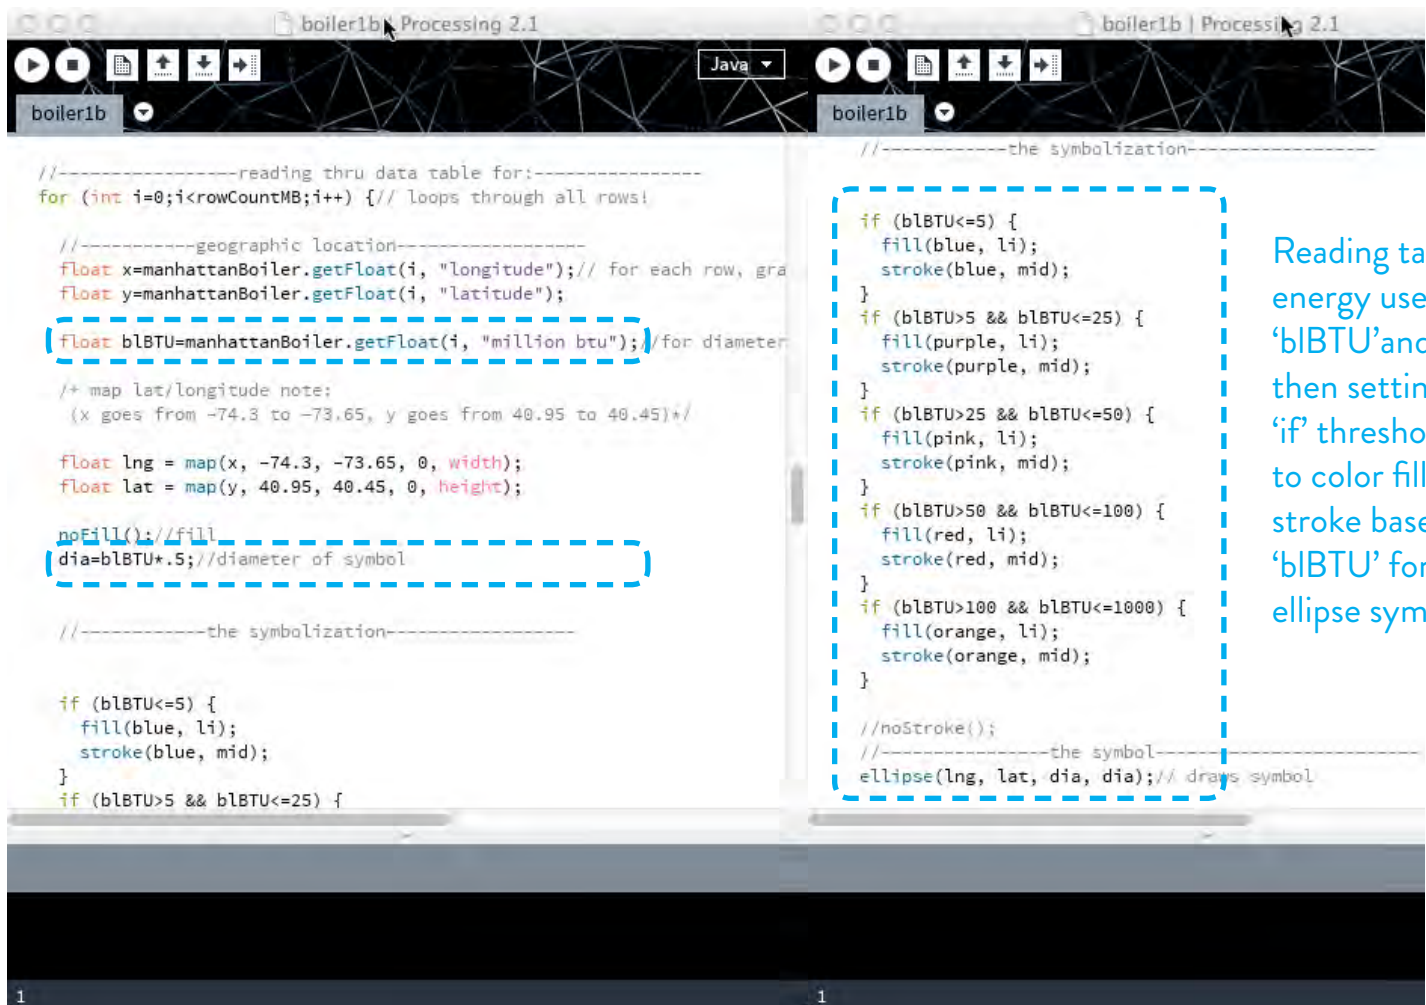 boiler1b | Processing 2.1
Java
boiler1b
//-----------------reading thru data table for:----------------
for (int i=0;i<rowCountMB;i++) {// loops through all rows!
//-----------geographic location------------------
float x=manhattanBoiler.getFloat(i, "longitude");// for each row, gra
float y=manhattanBoiler.getFloat(i, "latitude");
float blBTU=manhattanBoiler.getFloat(i, "million btu");//for diameter
/* map lat/longitude note:
(x goes from -74.3 to -73.65, y goes from 40.95 to 40.45)*/
float lng = map(x, -74.3, -73.65, 0, width);
float lat = map(y, 40.95, 40.45, 0, height);
noFill();//fill
dia=blBTU*.5;//diameter of symbol
//------------the symbolization------------------
if (blBTU<=5) {
fill(blue, li);
stroke(blue, mid);
}
if (blBTU>5 && blBTU<=25) {
1
boiler1b | Processing 2.1
boiler1b
//------------the symbolization------------------
if (blBTU<=5) {
fill(blue, li);
stroke(blue, mid);
}
if (blBTU>5 && blBTU<=25) {
fill(purple, li);
stroke(purple, mid);
}
if (blBTU>25 && blBTU<=50) {
fill(pink, li);
stroke(pink, mid);
}
if (blBTU>50 && blBTU<=100) {
fill(red, li);
stroke(red, mid);
}
if (blBTU>100 && blBTU<=1000) {
fill(orange, li);
stroke(orange, mid);
}
//noStroke();
//----------------the symbol-------------------------
ellipse(lng, lat, dia, dia);// draws symbol
1
Reading ta
energy use
‘blBTU’and
then settin
‘if’ thresho
to color fill
stroke base
‘blBTU’ for
ellipse sym